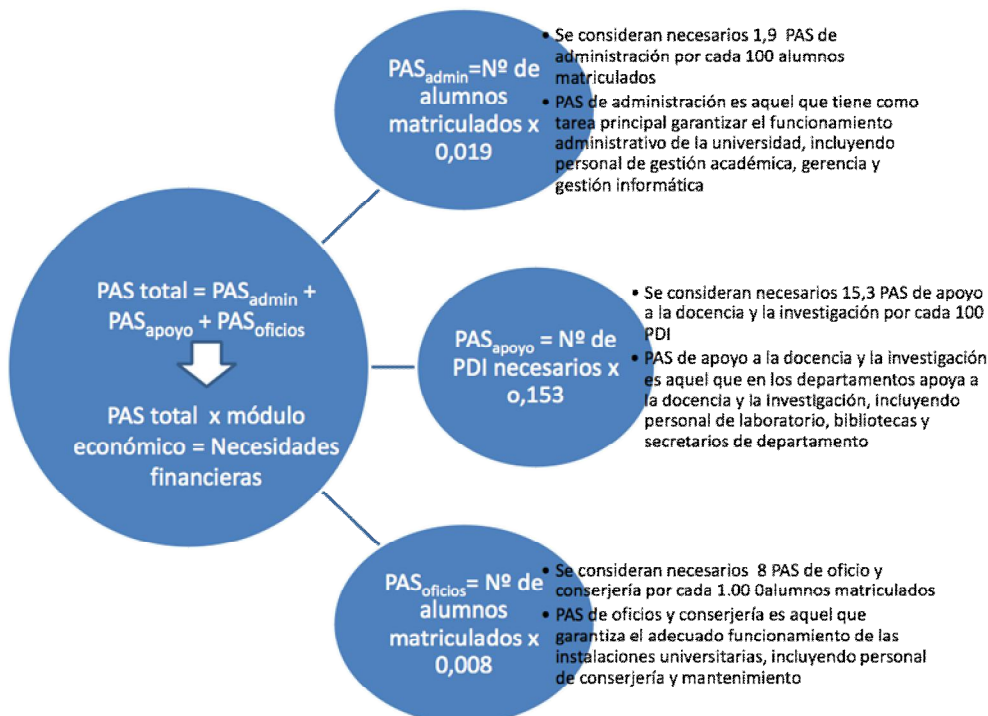 PAS total = PASadmin +
PASapoyo + PASoficios
PAS total x módulo
económico = Necesidades
financieras
PASadmin=Nº de
alumnos
matriculados x
0,019
• Se consideran necesarios 1,9 PAS de
administración por cada 100 alumnos
matriculados
• PAS de administración es aquel que tiene como
tarea principal garantizar el funcionamiento
administrativo de la universidad, incluyendo
personal de gestión académica, gerencia y
gestión informática
PASapoyo = Nº de
PDI necesarios x
o,153
• Se consideran necesarios 15,3 PAS de apoyo
a la docencia y la investigación por cada 100
PDI
• PAS de apoyo a la docencia y la investigación
es aquel que en los departamentos apoya a
la docencia y la investigación, incluyendo
personal de laboratorio, bibliotecas y
secretarios de departamento
PASoficios= Nº de
alumnos
matriculados x
0,008
• Se consideran necesarios 8 PAS de oficio y
conserjería por cada 1.00 0alumnos matriculados
• PAS de oficios y conserjería es aquel que
garantiza el adecuado funcionamiento de las
instalaciones universitarias, incluyendo personal
de conserjería y mantenimiento